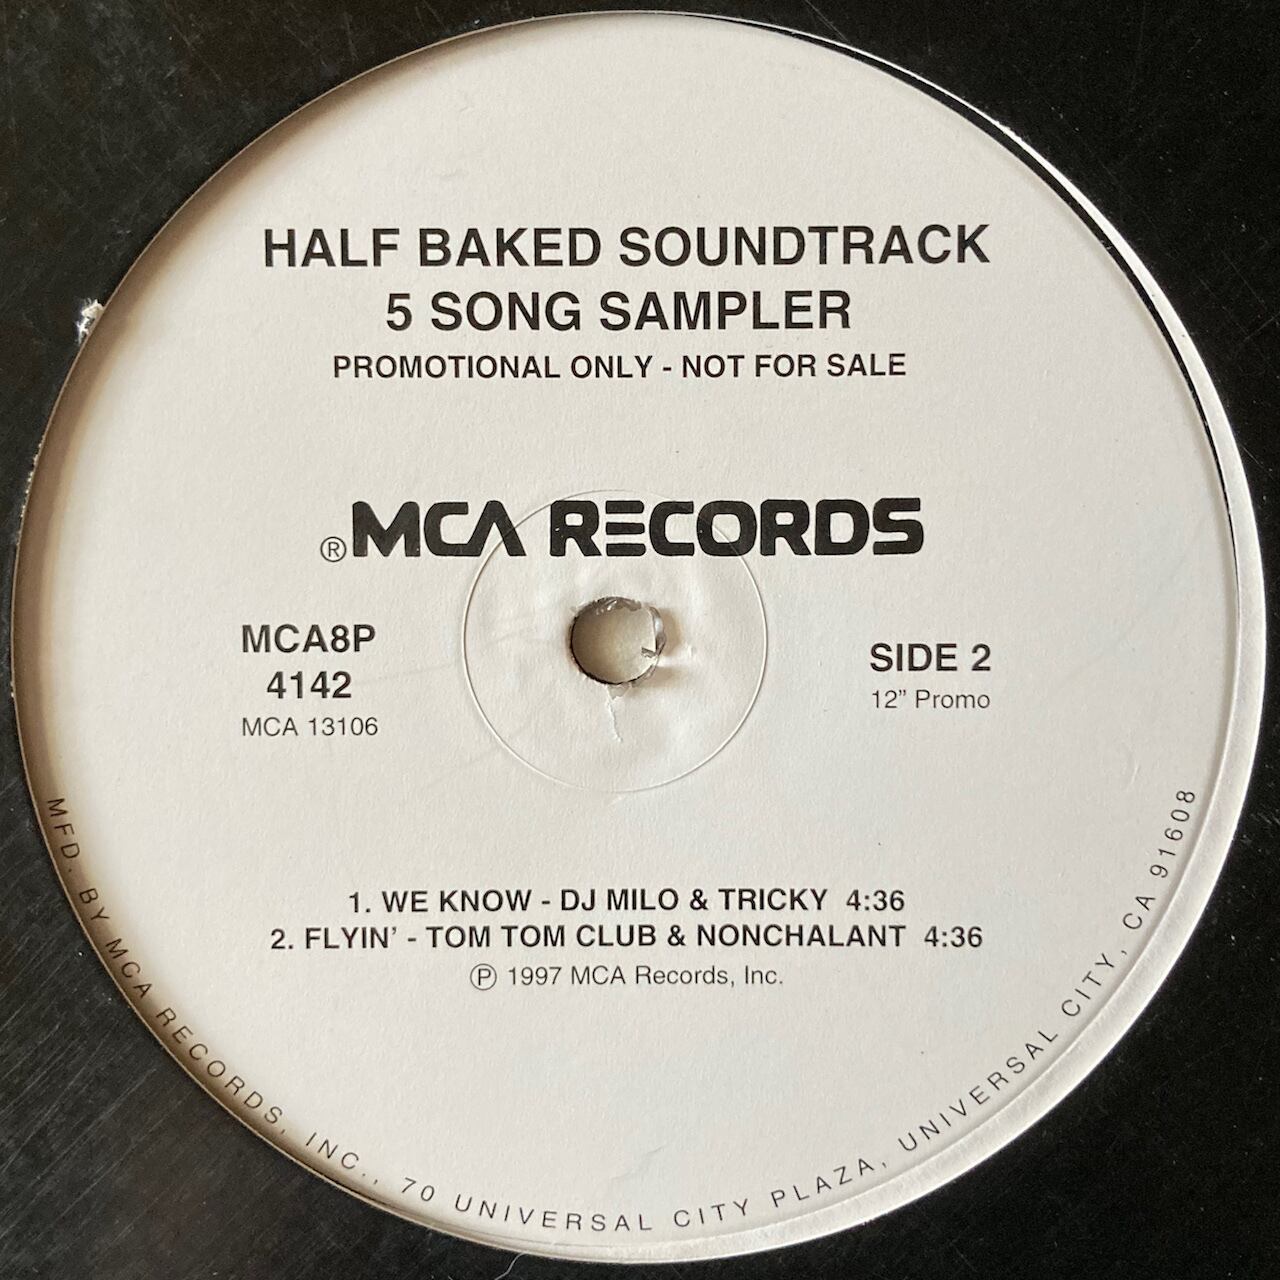 HALF BAKED SOUNDTRACK
5 SONG SAMPLER
PROMOTIONAL ONLY - NOT FOR SALE
®MCA RECORDS
MCA8P
4142
MCA 13106
SIDE 2
12” Promo
1. WE KNOW - DJ MILO & TRICKY 4:36
2. FLYIN’ - TOM TOM CLUB & NONCHALANT 4:36
℗ 1997 MCA Records, Inc.
MFD. BY MCA RECORDS, INC., 70 UNIVERSAL CITY PLAZA, UNIVERSAL CITY, CA 91608